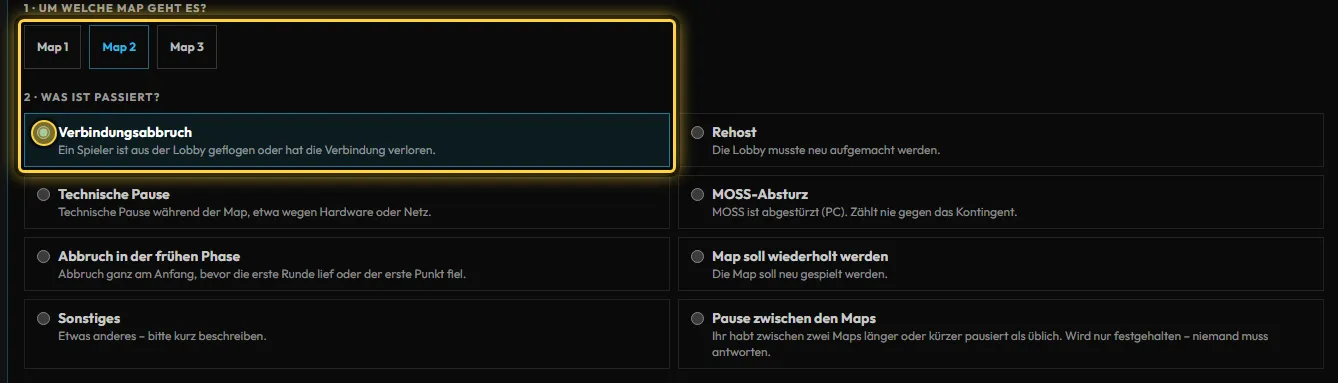 1 · UM WELCHE MAP GEHT ES?
Map 1
Map 2
Map 3
2 · WAS IST PASSIERT?
Verbindungsabbruch
Ein Spieler ist aus der Lobby geflogen oder hat die Verbindung verloren.
Rehost
Die Lobby musste neu aufgemacht werden.
Technische Pause
Technische Pause während der Map, etwa wegen Hardware oder Netz.
MOSS-Absturz
MOSS ist abgestürzt (PC). Zählt nie gegen das Kontingent.
Abbruch in der frühen Phase
Abbruch ganz am Anfang, bevor die erste Runde lief oder der erste Punkt fiel.
Map soll wiederholt werden
Die Map soll neu gespielt werden.
Sonstiges
Etwas anderes – bitte kurz beschreiben.
Pause zwischen den Maps
Ihr habt zwischen zwei Maps länger oder kürzer pausiert als üblich. Wird nur festgehalten – niemand muss
antworten.